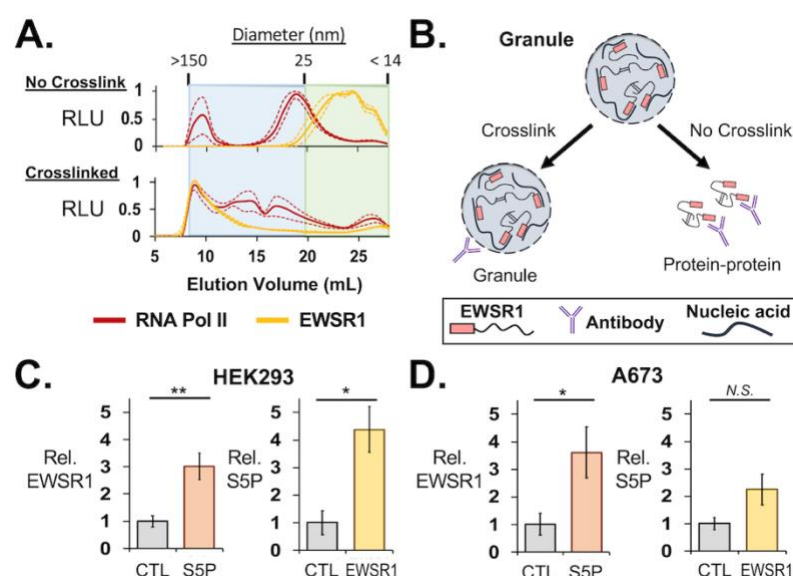 A.
Diameter (nm)
>150 25 < 14
No Crosslink
RLU
1
0.5
0
Crosslinked
RLU
1
0.5
0
5 10 15 20 25
Elution Volume (mL)
RNA Pol II EWSR1
B.
Granule
Crosslink No Crosslink
Granule
Protein-protein
EWSR1 Antibody Nucleic acid
C.
HEK293
Rel. EWSR1
5
4
3
2
1
0
**
CTL S5P
Rel. S5P
5
4
3
2
1
0
*
CTL EWSR1
D.
A673
Rel. EWSR1
5
4
3
2
1
0
*
CTL S5P
Rel. S5P
5
4
3
2
1
0
N.S.
CTL EWSR1